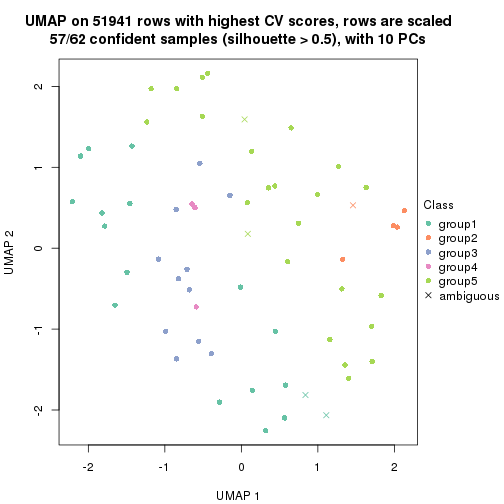 UMAP on 51941 rows with highest CV scores, rows are scaled
57/62 confident samples (silhouette > 0.5), with 10 PCs
UMAP 2
2
1
0
-1
-2
-2
-1
0
1
2
UMAP 1
Class
group1
group2
group3
group4
group5
ambiguous